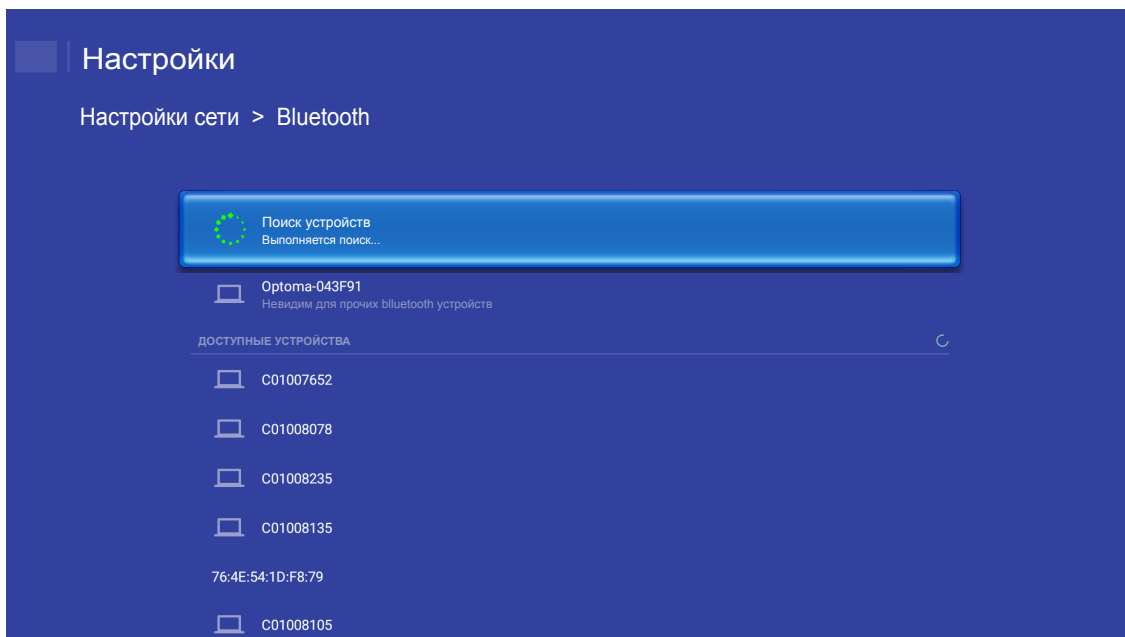 Настройки
Настройки сети > Bluetooth
Поиск устройств
Выполняется поиск...
Optoma-043F91
Невидим для прочих blluetooth устройств
ДОСТУПНЫЕ УСТРОЙСТВА
C01007652
C01008078
C01008235
C01008135
76:4E:54:1D:F8:79
C01008105